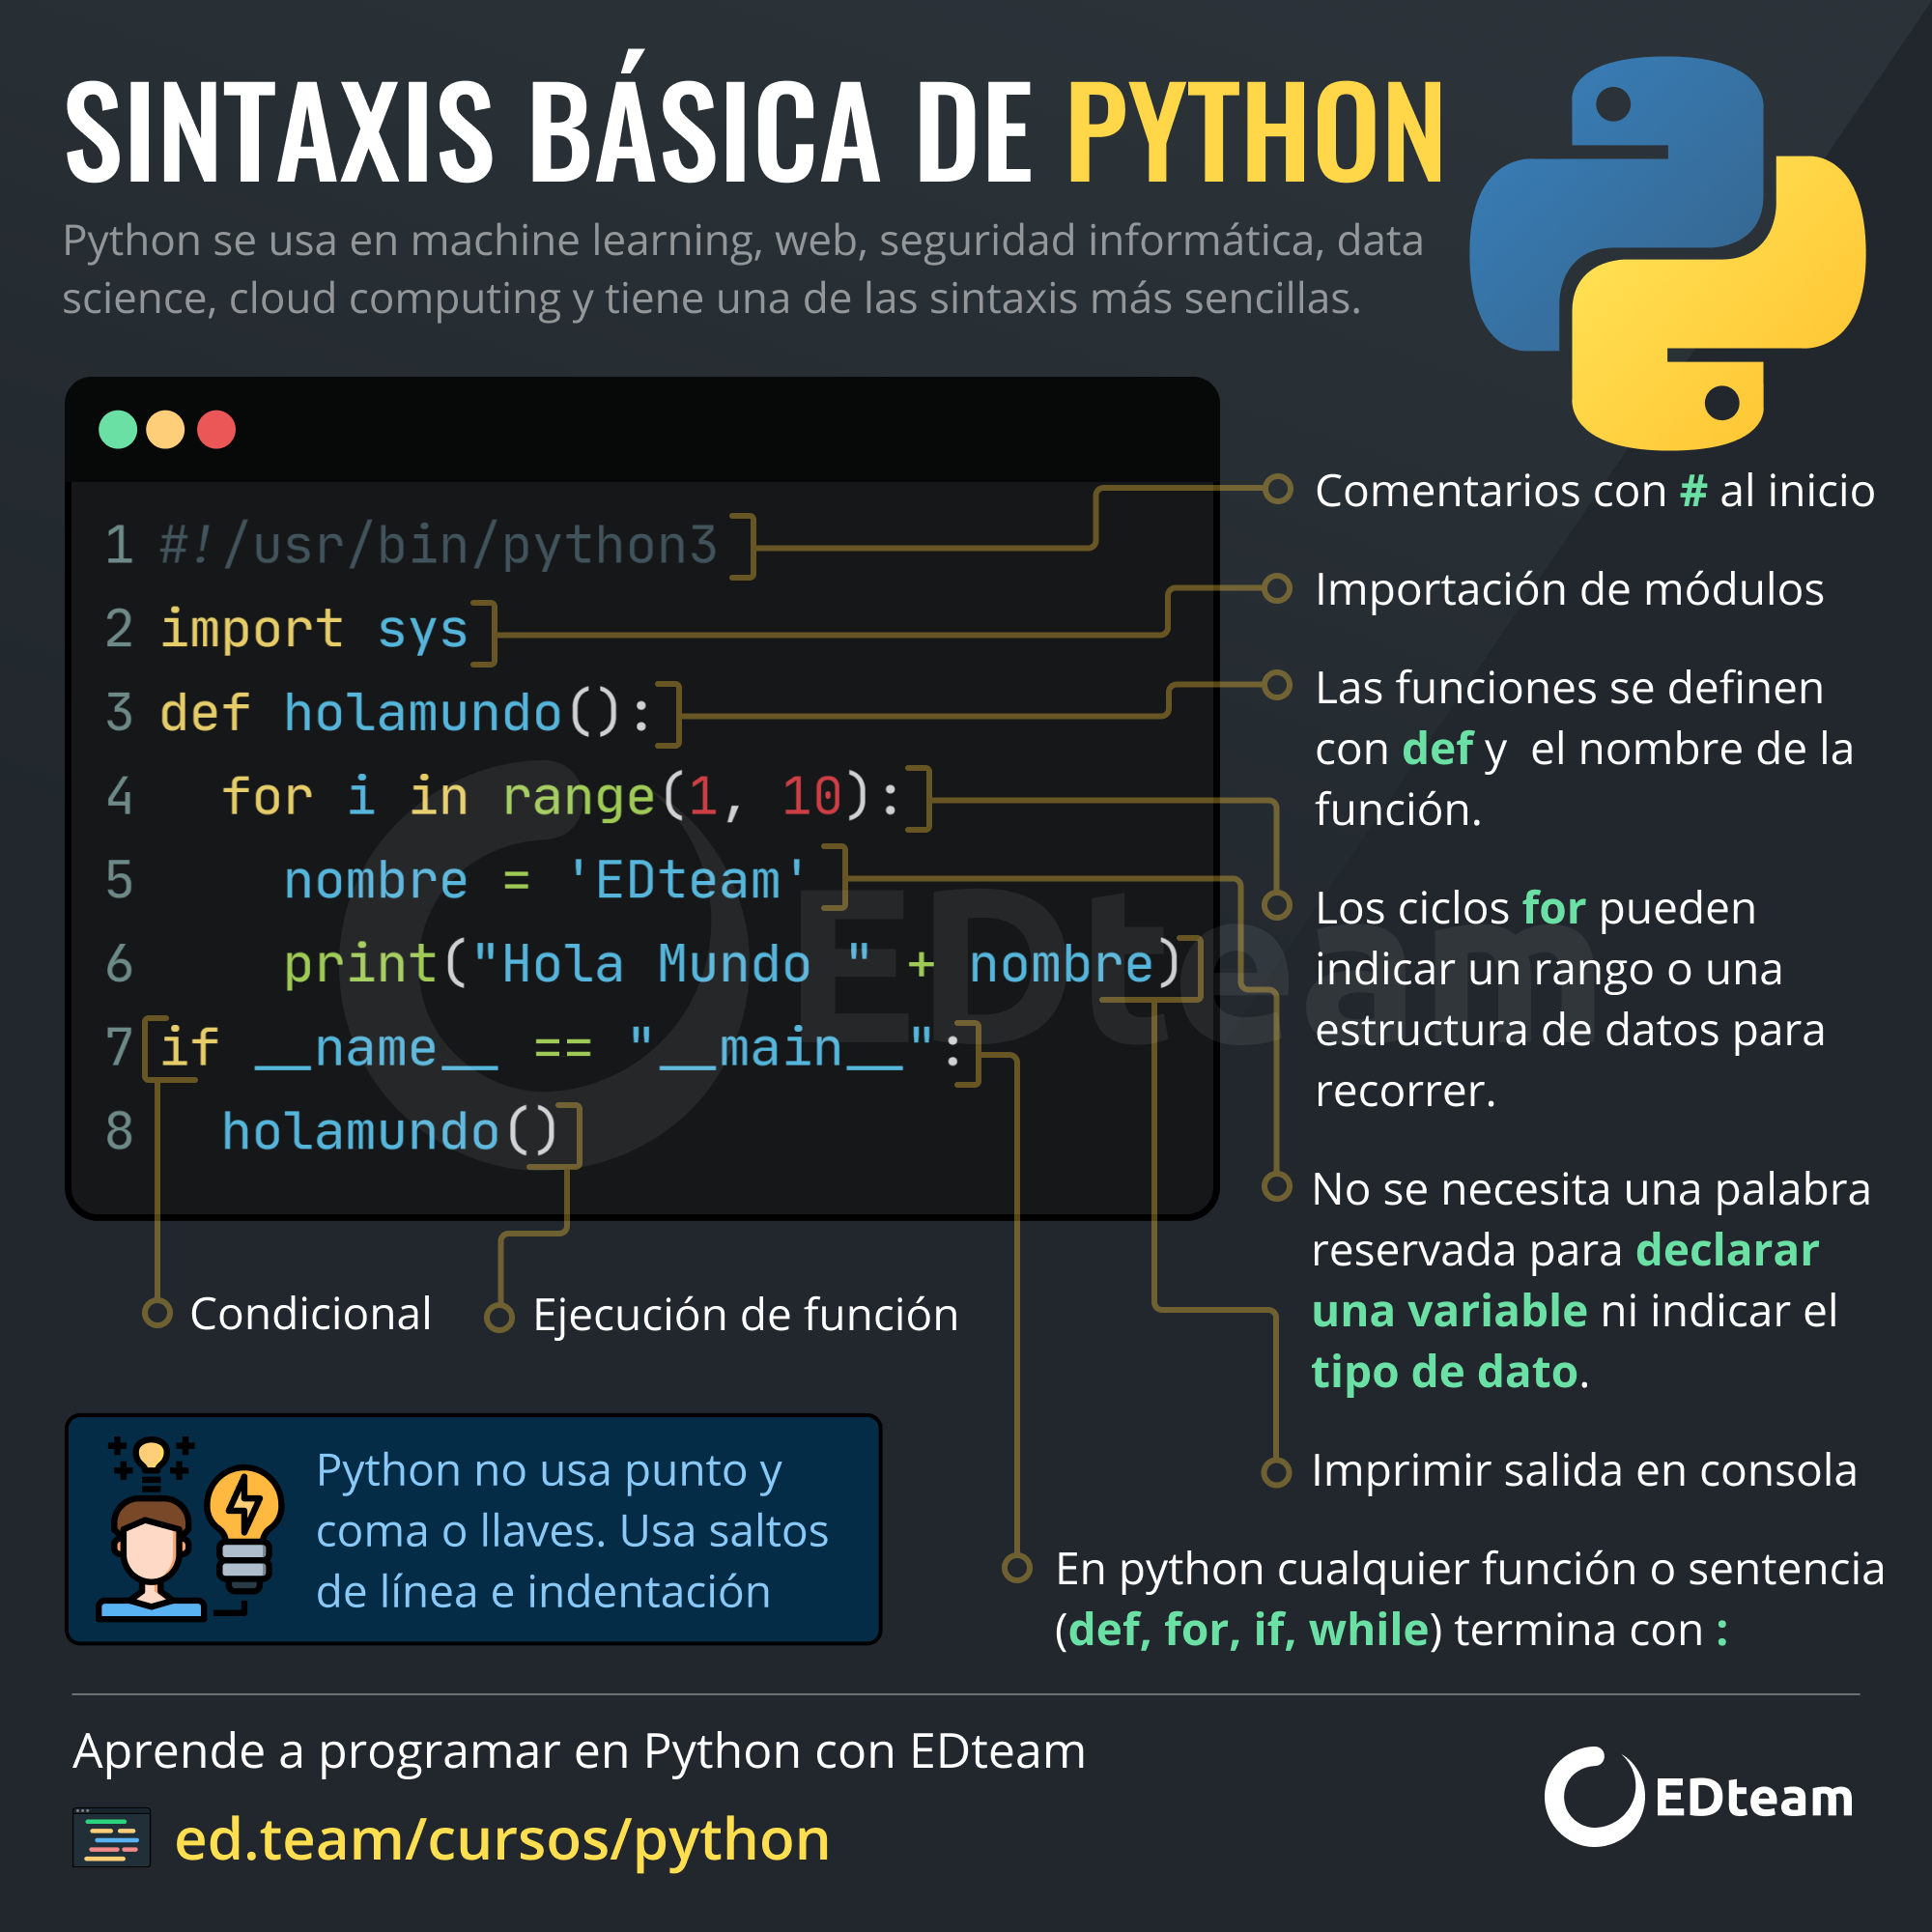 SINTAXIS BÁSICA DE PYTHON
Python se usa en machine learning, web, seguridad informática, data
science, cloud computing y tiene una de las sintaxis más sencillas.
1 #!/usr/bin/python3
2 import sys
3 def holamundo():
4   for i in range(1, 10):
5     nombre = 'EDteam'
6     print("Hola Mundo " + nombre)
7 if __name__ == "__main__":
8   holamundo()
EDteam
Comentarios con # al inicio
Importación de módulos
Las funciones se definen
con def y  el nombre de la
función.
Los ciclos for pueden
indicar un rango o una
estructura de datos para
recorrer.
No se necesita una palabra
reservada para declarar
una variable ni indicar el
tipo de dato.
Imprimir salida en consola
En python cualquier función o sentencia
(def, for, if, while) termina con :
Condicional
Ejecución de función
Python no usa punto y
coma o llaves. Usa saltos
de línea e indentación
Aprende a programar en Python con EDteam
ed.team/cursos/python
EDteam